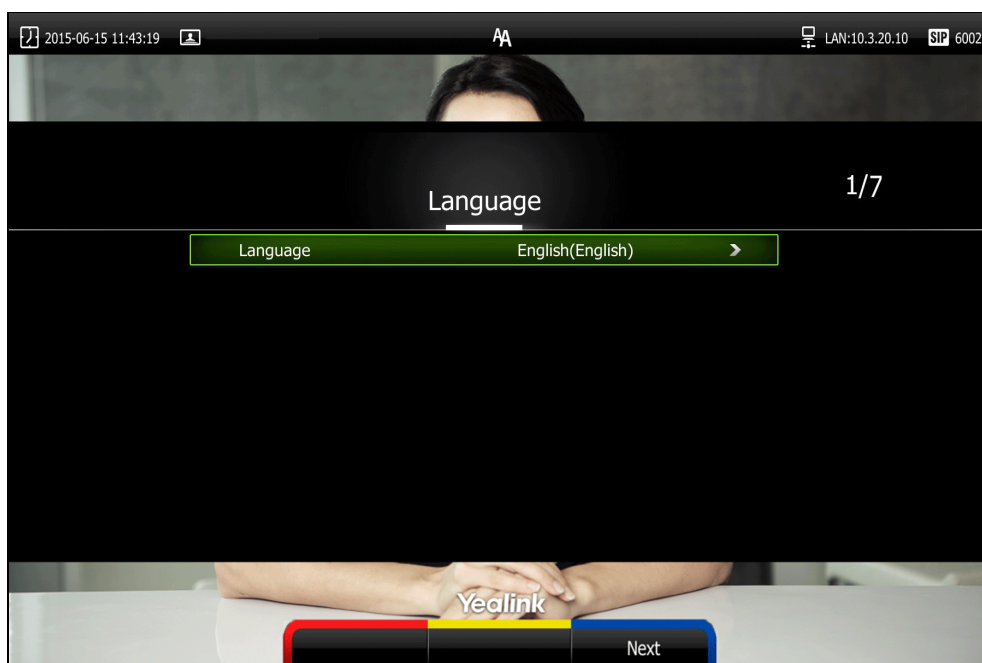 2015-06-15 11:43:19 AA LAN:10.3.20.10 SIP 6002
1/7
Language
Language English(English)
Yealink
Next